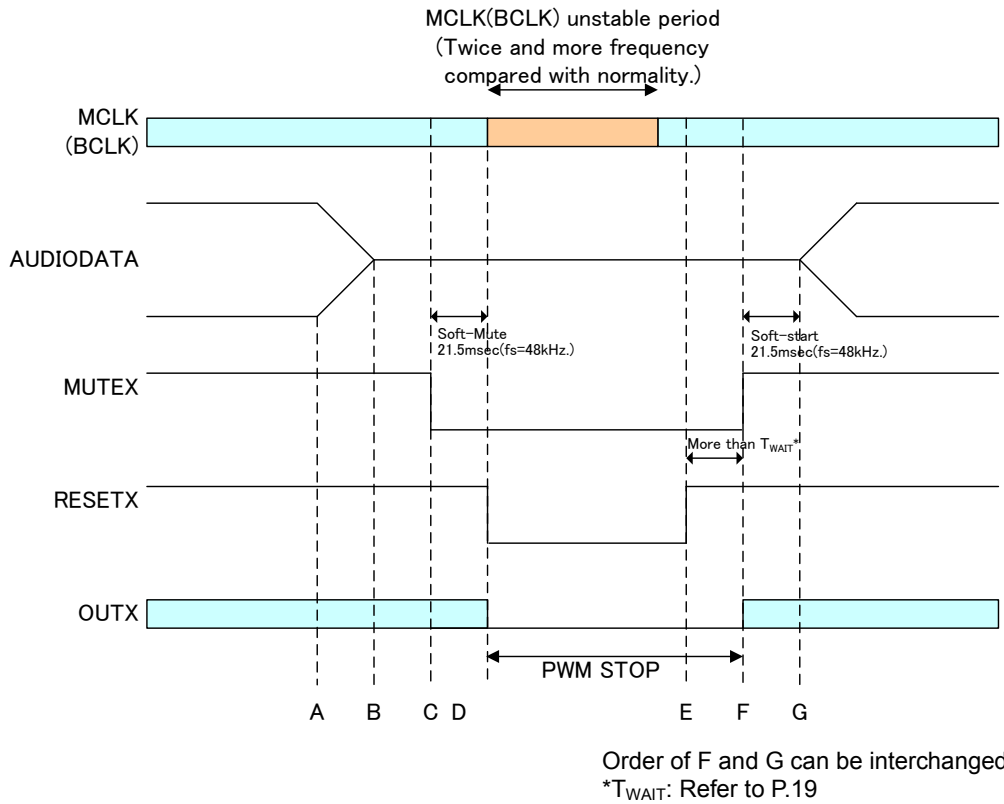 MCLK(BCLK) unstable period
(Twice and more frequency
compared with normality.)
MCLK
(BCLK)
AUDIODATA
Soft-Mute
21.5msec(fs=48kHz.)
Soft-start
21.5msec(fs=48kHz.)
MUTEX
More than TWAIT*
RESETX
OUTX
PWM STOP
A B C D E F G
Order of F and G can be interchanged
*TWAIT: Refer to P.19